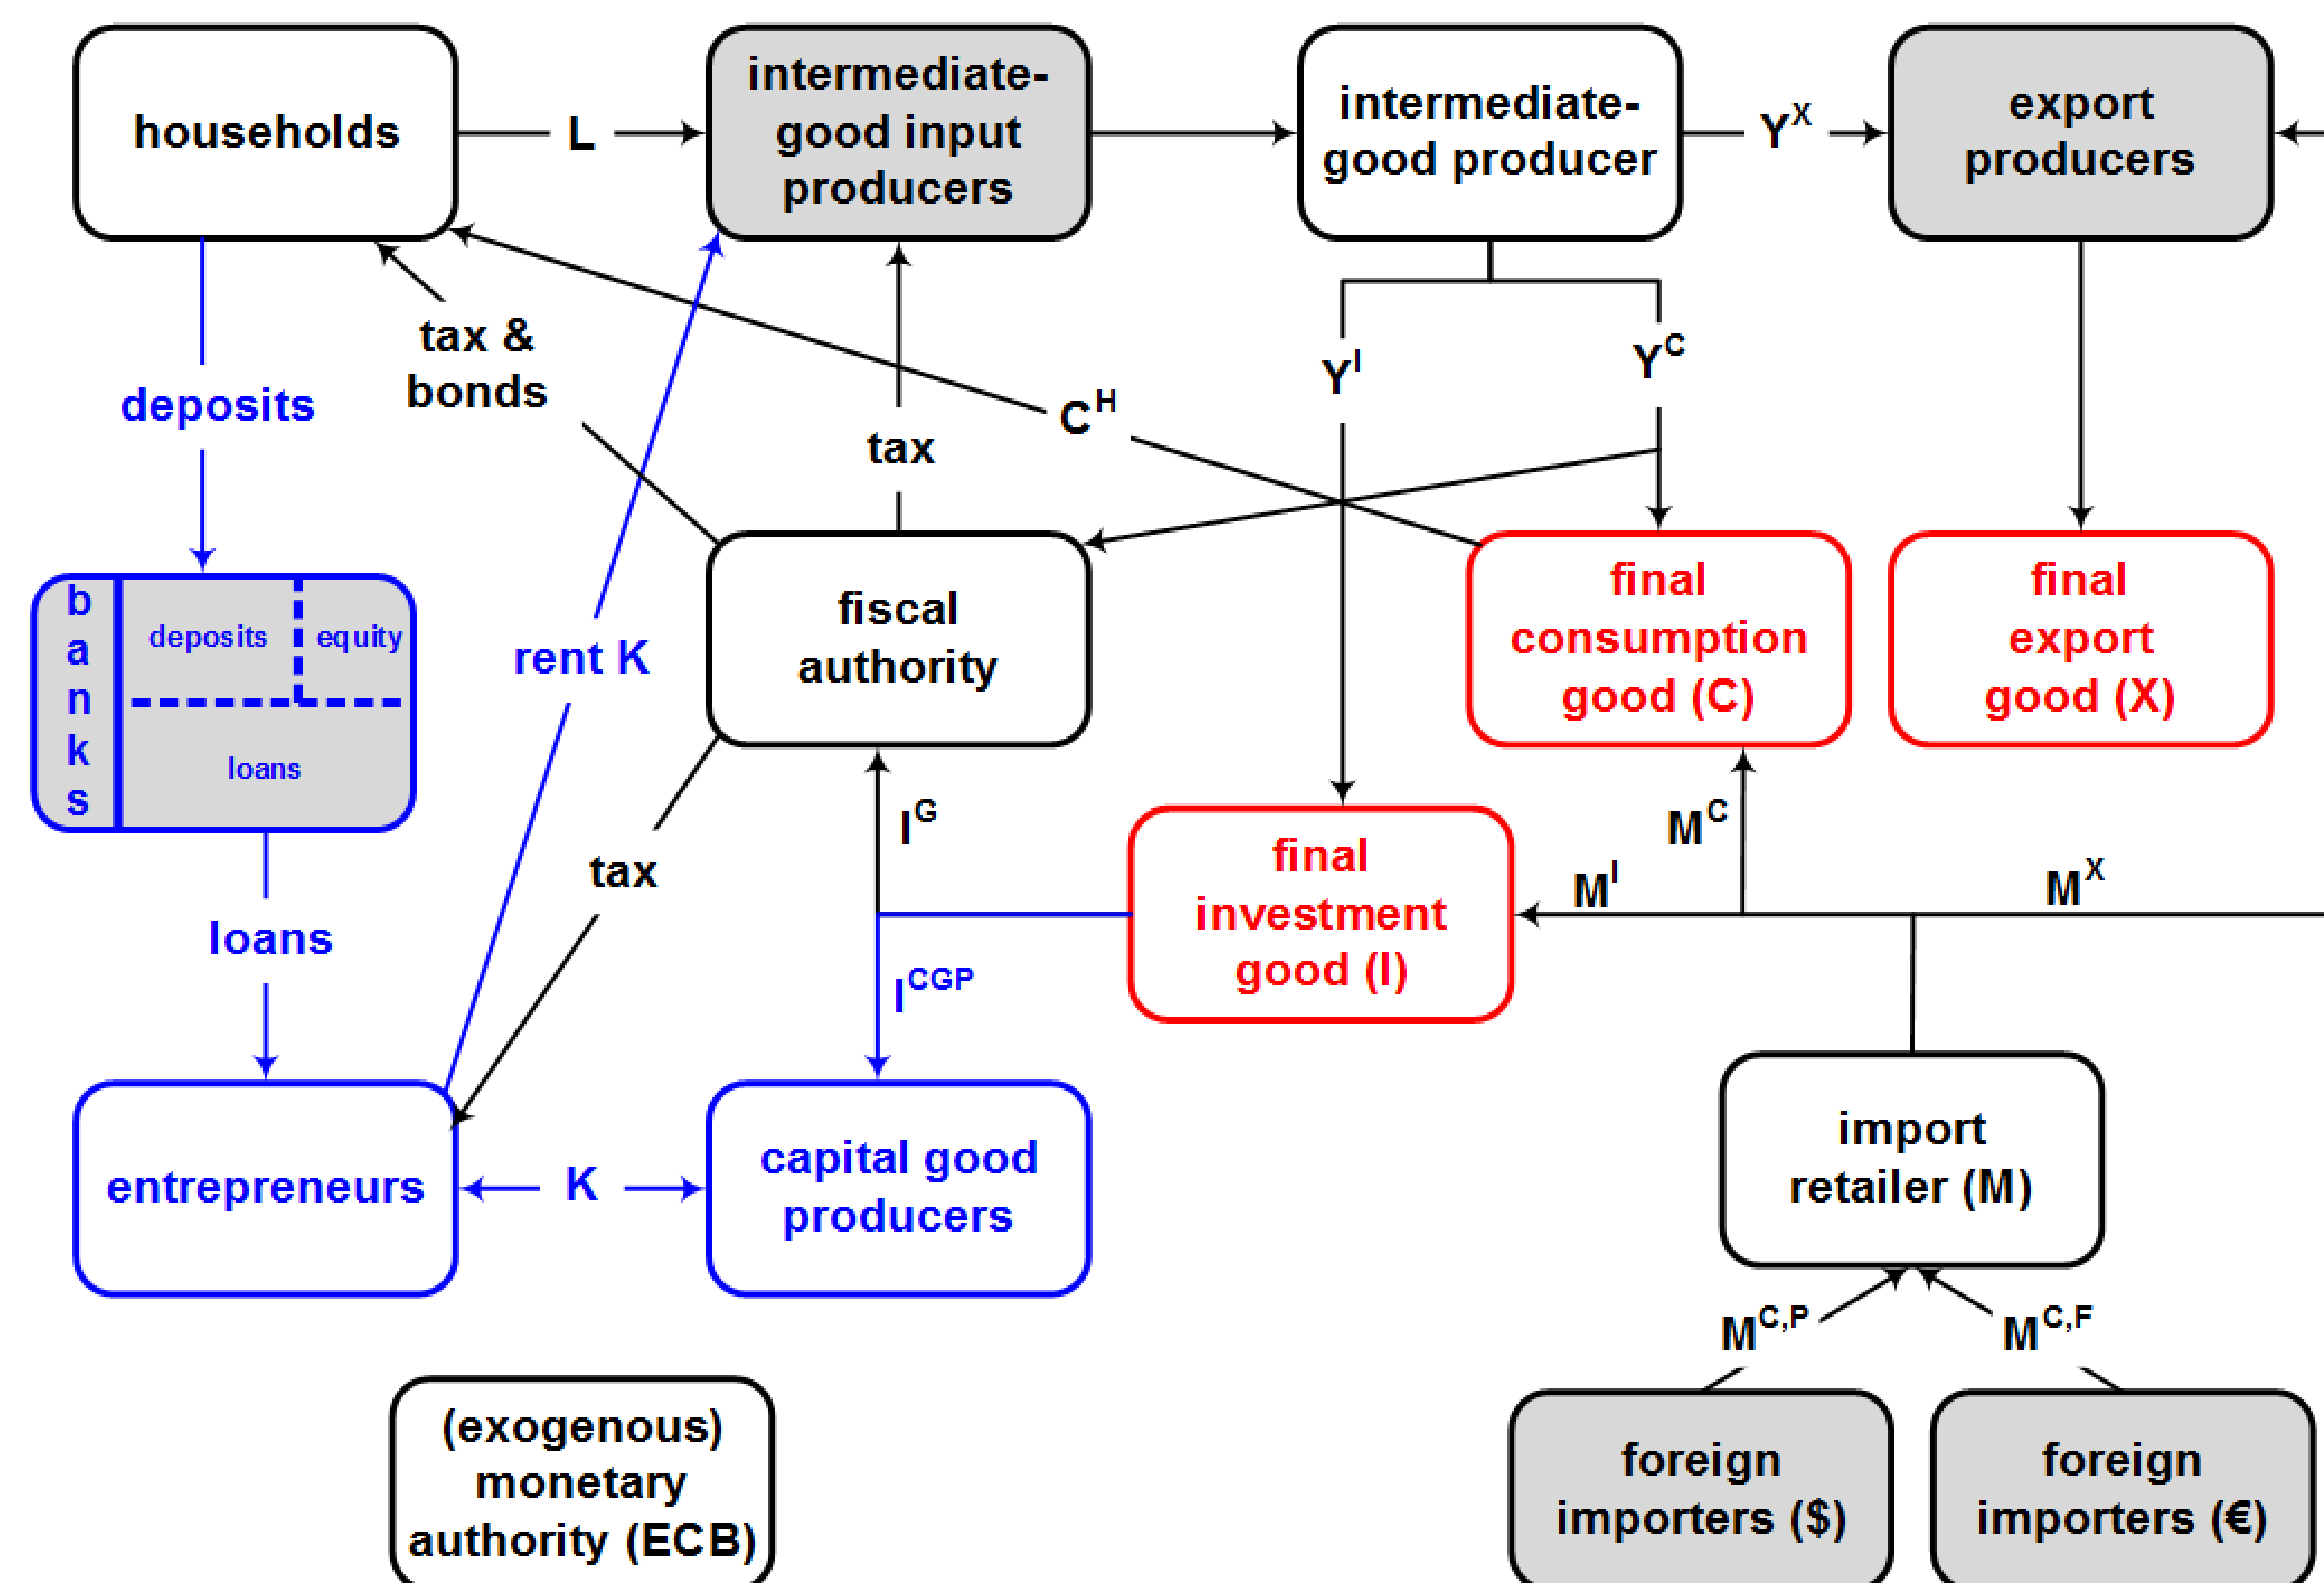 households
L
intermediate-
good input
producers
intermediate-
good producer
Y^X
export
producers
tax &
bonds
deposits
C^H
tax
Y^I
Y^C
banks
deposits
equity
loans
rent K
fiscal
authority
final
consumption
good (C)
final
export
good (X)
loans
tax
I^G
I^CGP
final
investment
good (I)
M^C
M^I
M^X
entrepreneurs
K
capital good
producers
import
retailer (M)
M^C,P
M^C,F
(exogenous)
monetary
authority (ECB)
foreign
importers ($)
foreign
importers (€)